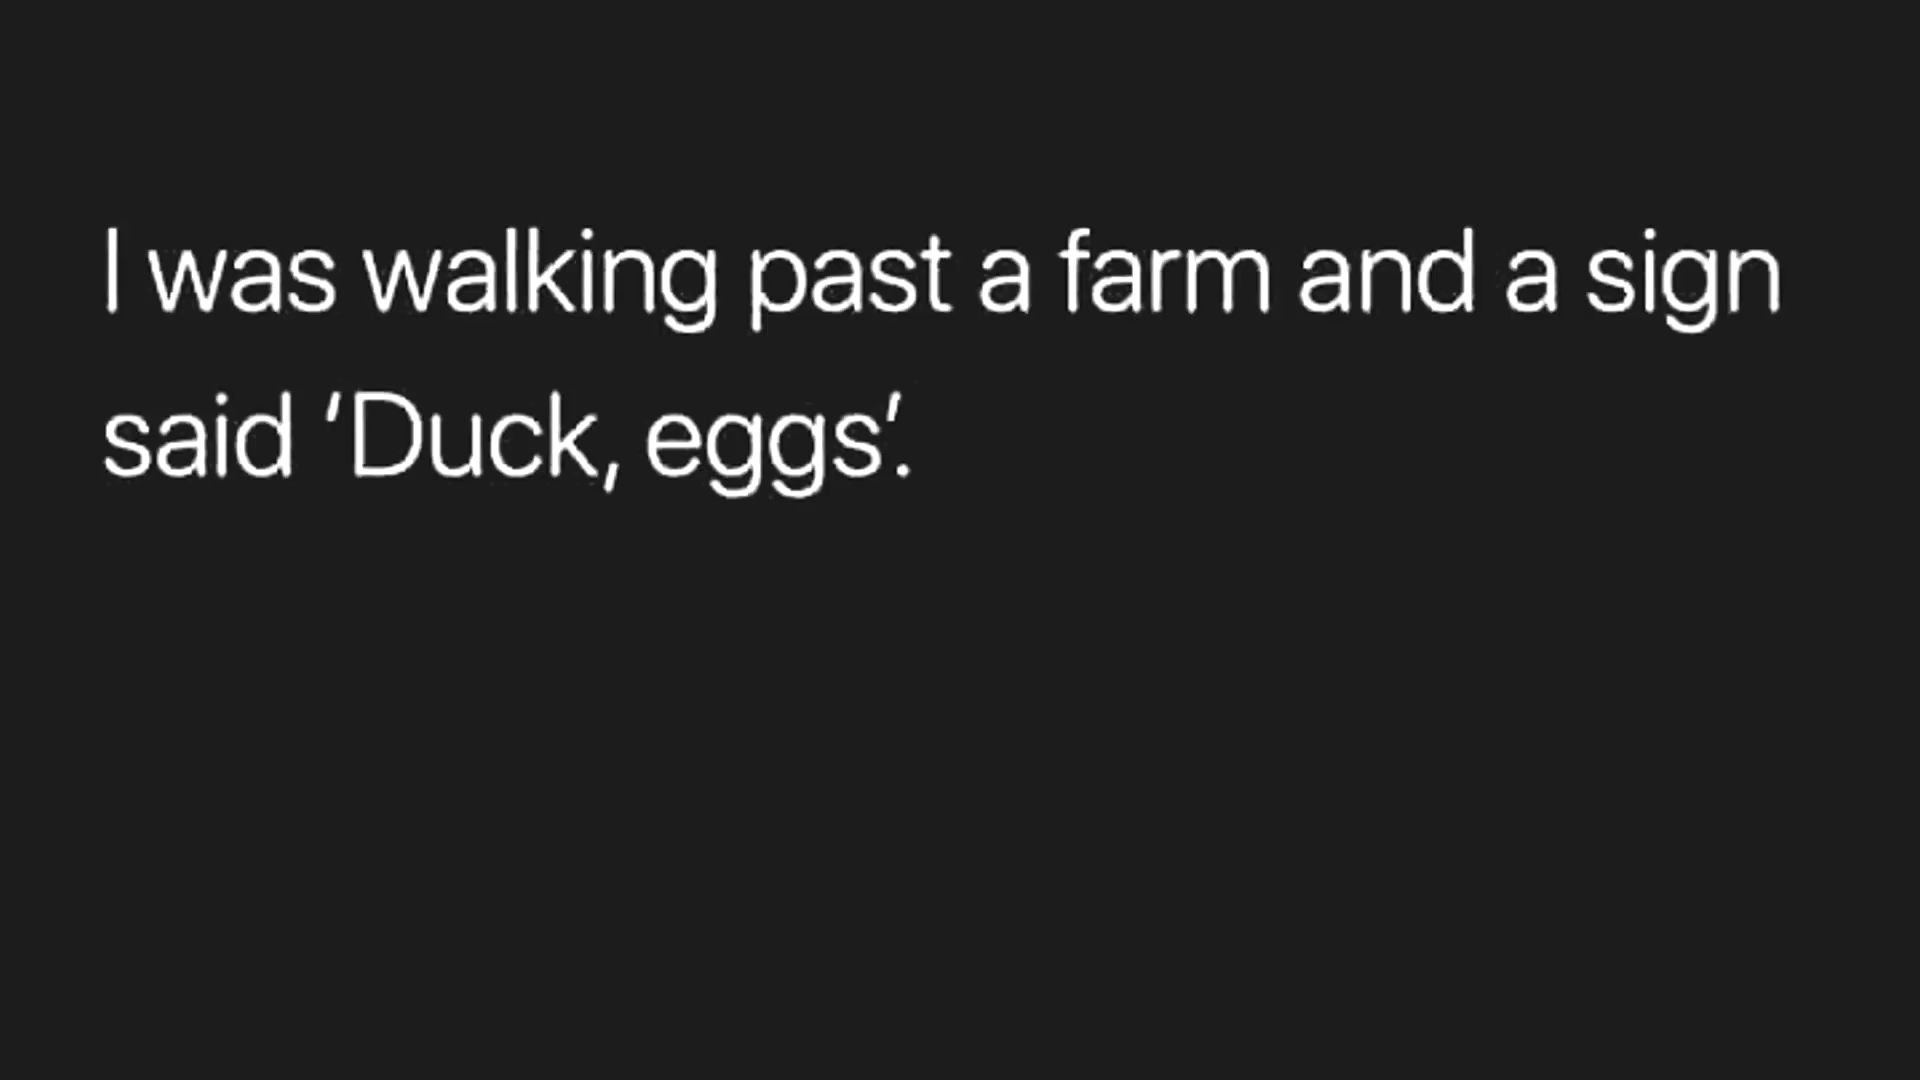 I was walking past a farm and a sign
said ‘Duck, eggs’.